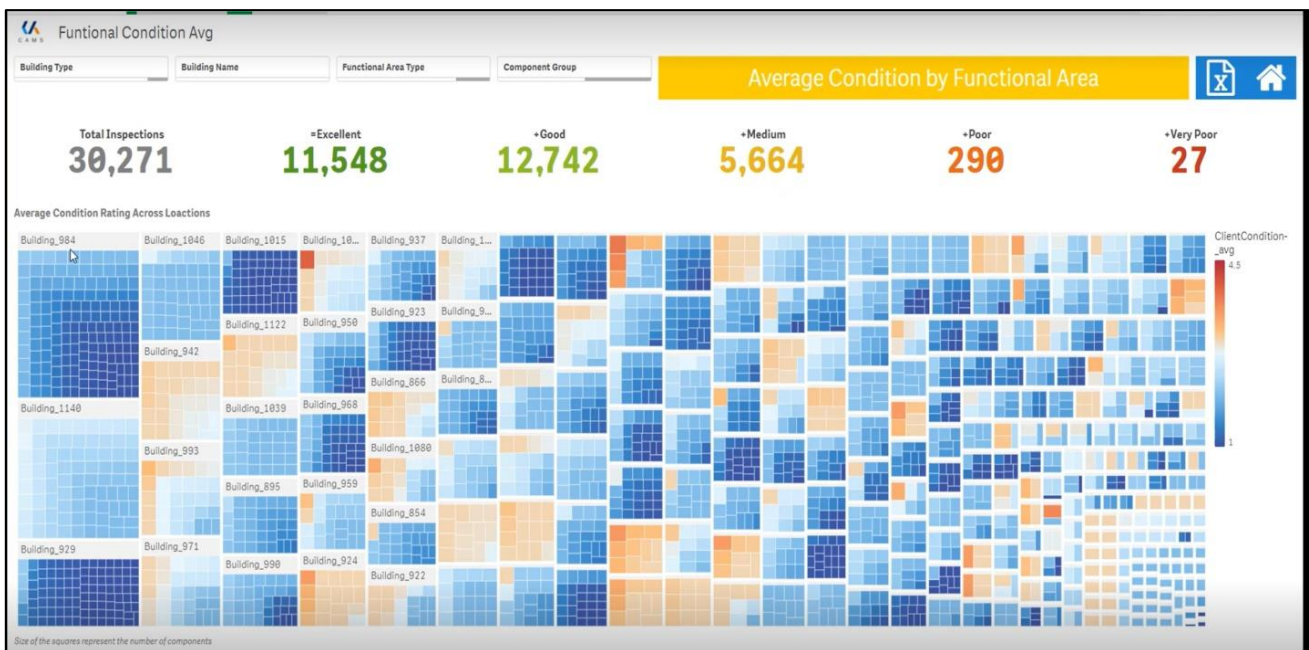 CAMS
Funtional Condition Avg
Building Type
Building Name
Functional Area Type
Component Group
Average Condition by Functional Area
Total Inspections
30,271
=Excellent
11,548
+Good
12,742
+Medium
5,664
+Poor
290
+Very Poor
27
Average Condition Rating Across Loactions
Building_984
Building_1046
Building_1015
Building_10...
Building_937
Building_1...
Building_923
Building_9...
Building_1122
Building_950
Building_942
Building_866
Building_8...
Building_1140
Building_1039
Building_968
Building_993
Building_1080
Building_895
Building_959
Building_854
Building_929
Building_971
Building_990
Building_924
Building_922
ClientCondition-
_avg
4.5
1
Size of the squares represent the number of components